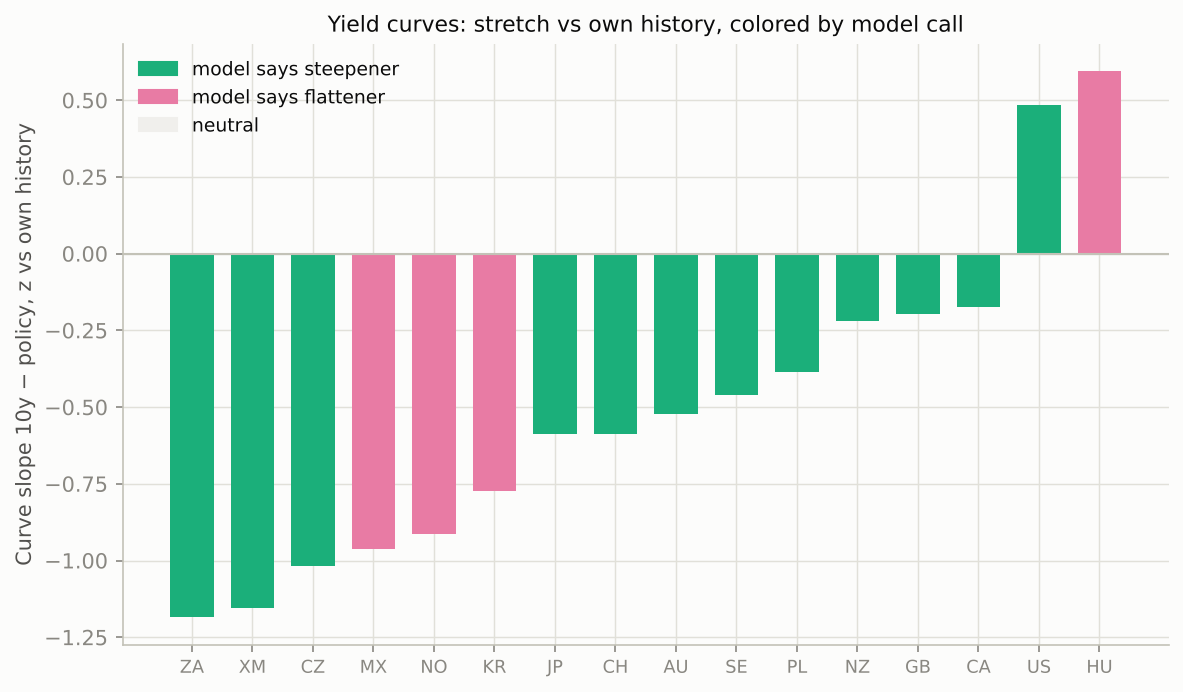 Yield curves: stretch vs own history, colored by model call
model says steepener
model says flattener
neutral
Curve slope 10y − policy, z vs own history
0.50
0.25
0.00
−0.25
−0.50
−0.75
−1.00
−1.25
ZA XM CZ MX NO KR JP CH AU SE PL NZ GB CA US HU